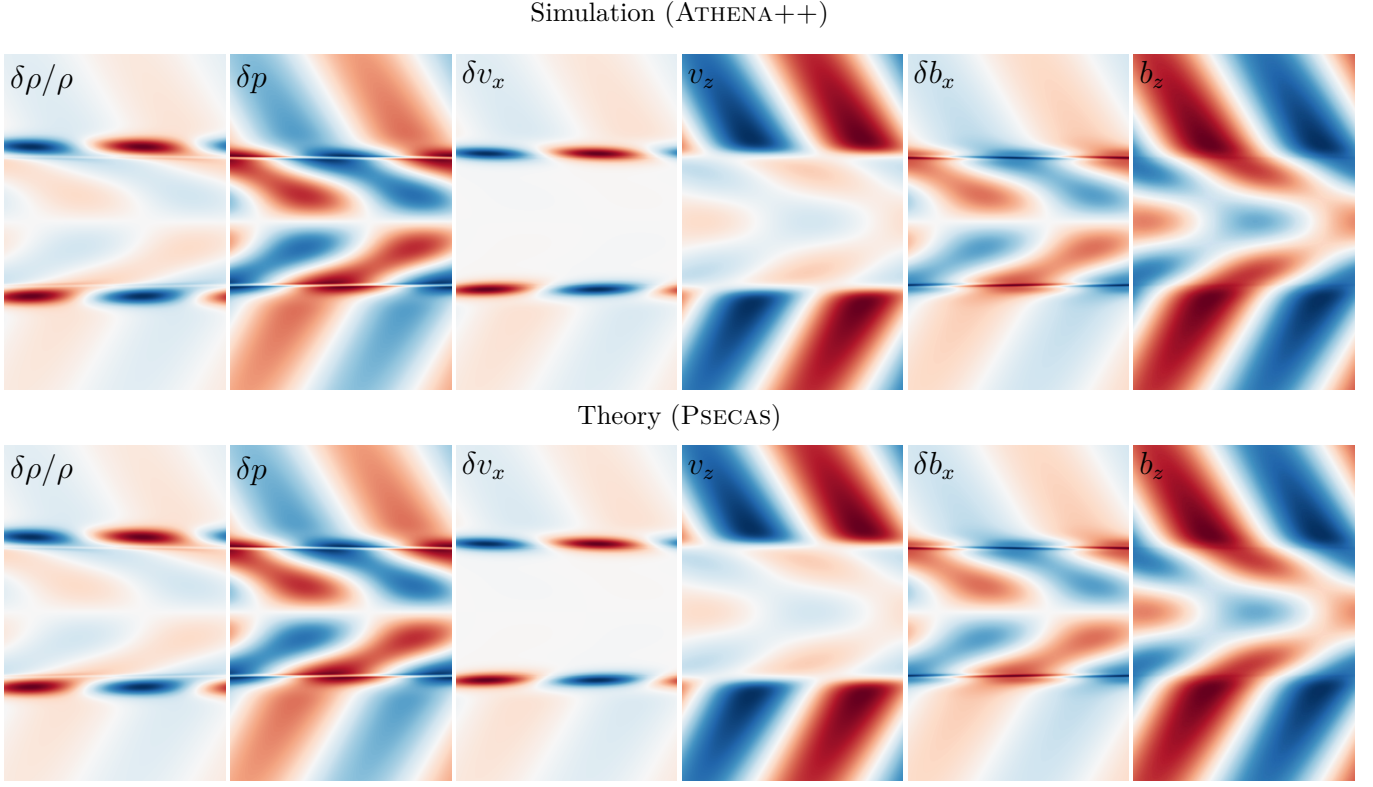 Simulation (ATHENA++)
δρ/ρ δp δv_x v_z δb_x b_z
Theory (PSECAS)
δρ/ρ δp δv_x v_z δb_x b_z